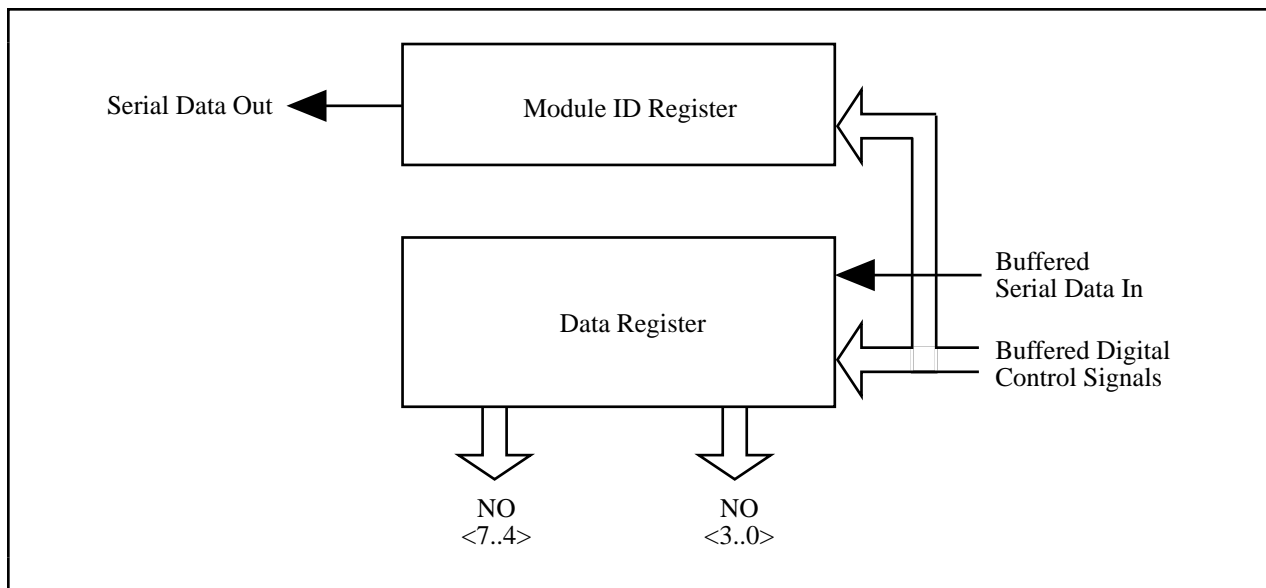 Serial Data Out
Module ID Register
Buffered
Serial Data In
Data Register
Buffered Digital
Control Signals
NO
<7..4>
NO
<3..0>